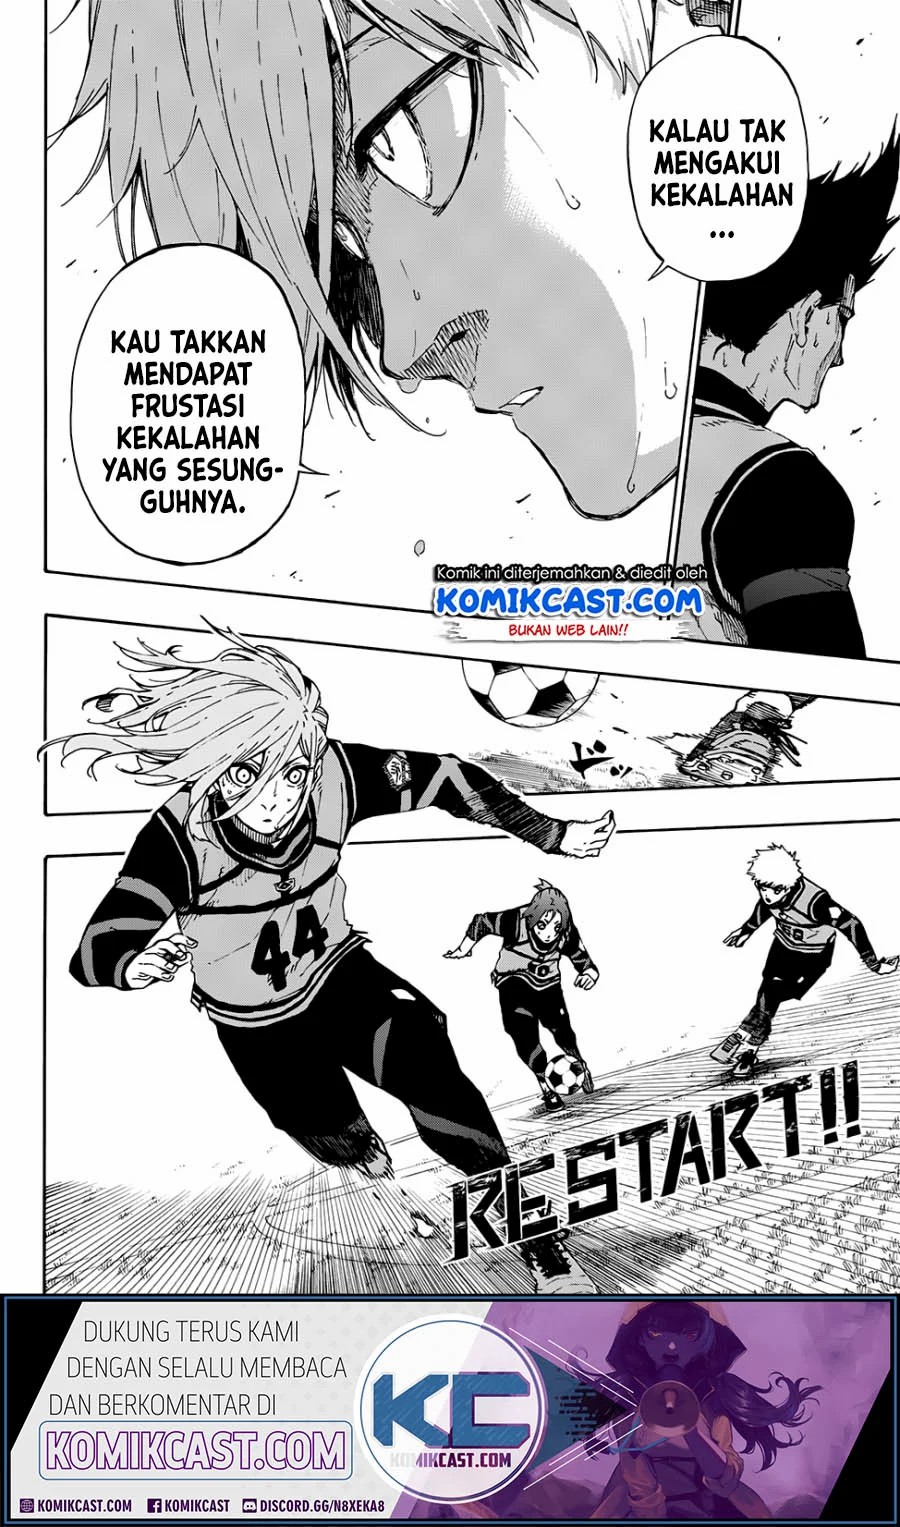 KALAU TAK
MENGAKUI
KEKALAHAN
...
KAU TAKKAN
MENDAPAT
FRUSTASI
KEKALAHAN
YANG SESUNG-
GUHNYA.
Komik ini diterjemahkan & diedit oleh
KOMIKCAST.COM
BUKAN WEB LAIN!!
ドッ
44
RESTART!!
DUKUNG TERUS KAMI
DENGAN SELALU MEMBACA
DAN BERKOMENTAR DI
KOMIKCAST.COM
KC
KOMIKCAST.COM
KOMIKCAST.COM KOMIKCAST DISCORD.GG/N8XEKA8